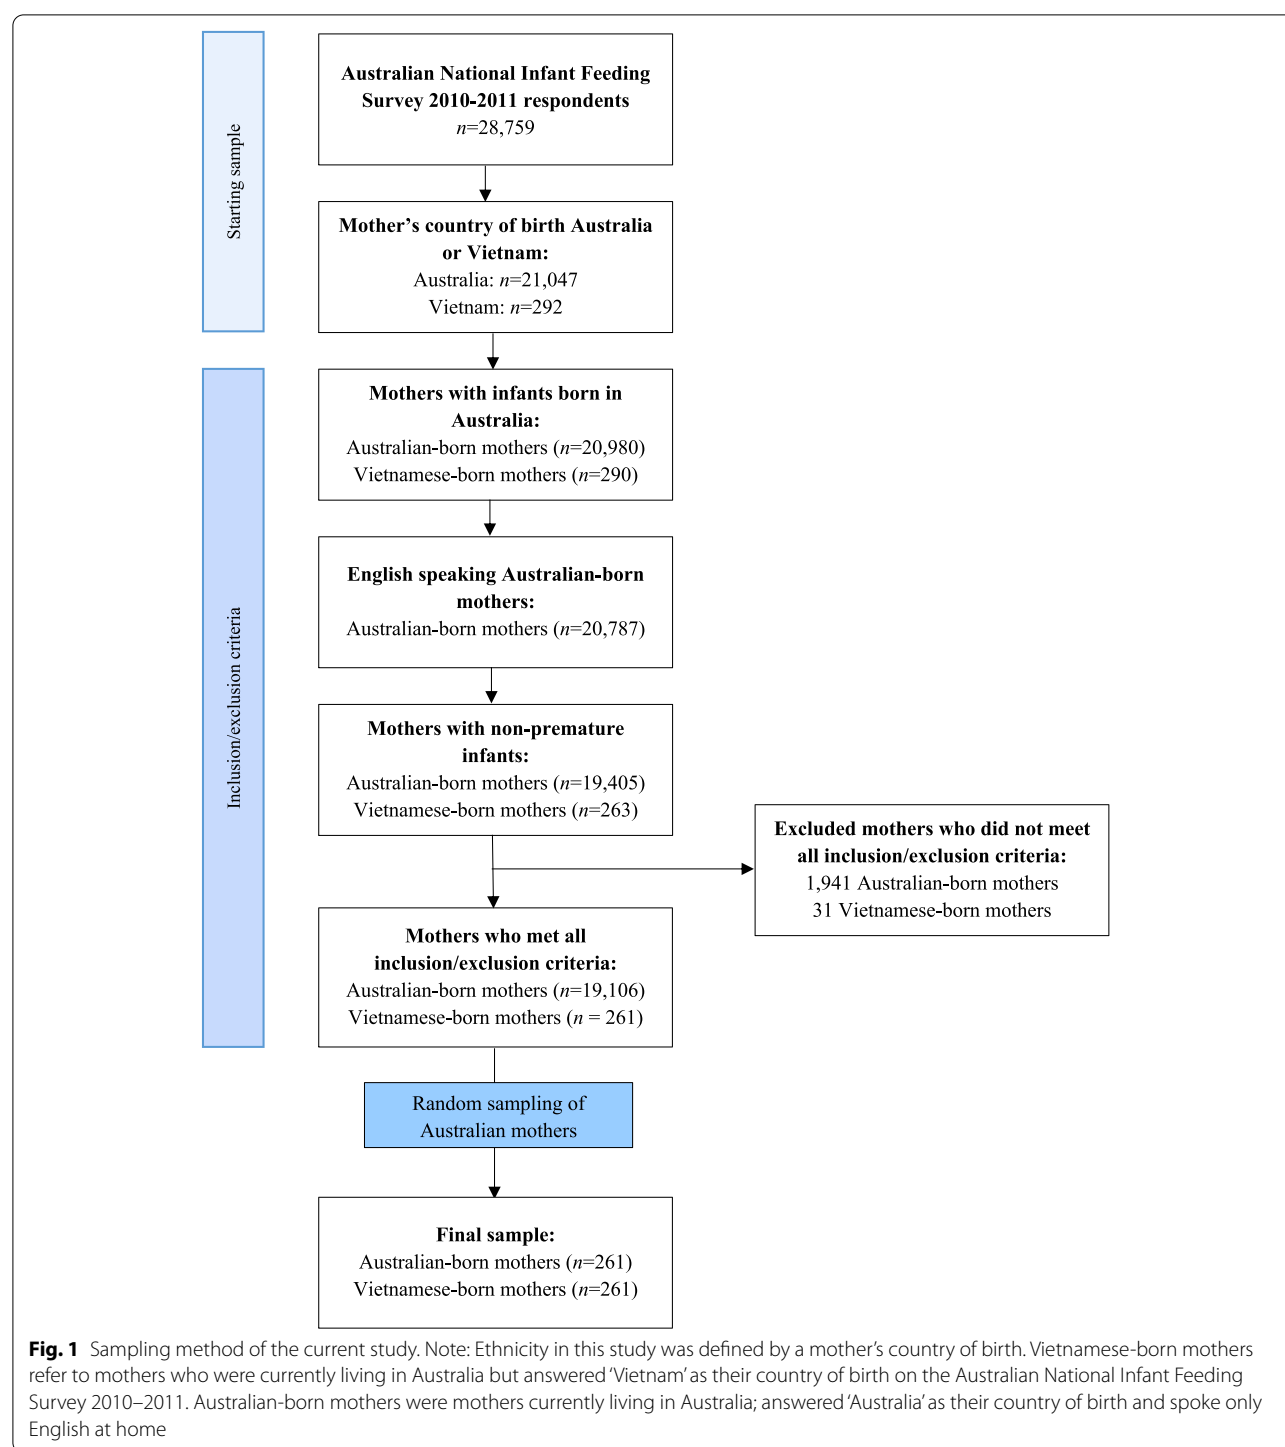 Starting sample
Australian National Infant Feeding
Survey 2010-2011 respondents
n=28,759
Mother's country of birth Australia
or Vietnam:
Australia: n=21,047
Vietnam: n=292
Inclusion/exclusion criteria
Mothers with infants born in
Australia:
Australian-born mothers (n=20,980)
Vietnamese-born mothers (n=290)
English speaking Australian-born
mothers:
Australian-born mothers (n=20,787)
Mothers with non-premature
infants:
Australian-born mothers (n=19,405)
Vietnamese-born mothers (n=263)
Excluded mothers who did not meet
all inclusion/exclusion criteria:
1,941 Australian-born mothers
31 Vietnamese-born mothers
Mothers who met all
inclusion/exclusion criteria:
Australian-born mothers (n=19,106)
Vietnamese-born mothers (n = 261)
Random sampling of
Australian mothers
Final sample:
Australian-born mothers (n=261)
Vietnamese-born mothers (n=261)
Fig. 1 Sampling method of the current study. Note: Ethnicity in this study was defined by a mother's country of birth. Vietnamese-born mothers
refer to mothers who were currently living in Australia but answered 'Vietnam' as their country of birth on the Australian National Infant Feeding
Survey 2010–2011. Australian-born mothers were mothers currently living in Australia; answered 'Australia' as their country of birth and spoke only
English at home